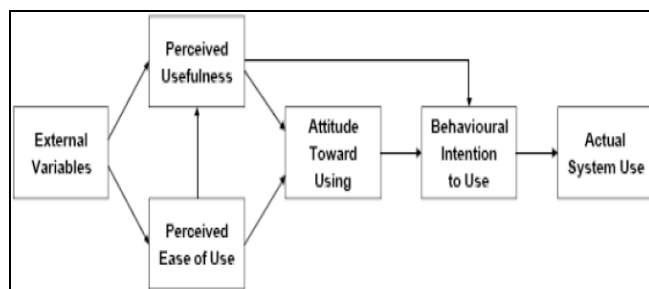 Perceived
Usefulness
External
Variables
Perceived
Ease of Use
Attitude
Toward
Using
Behavioural
Intention
to Use
Actual
System Use